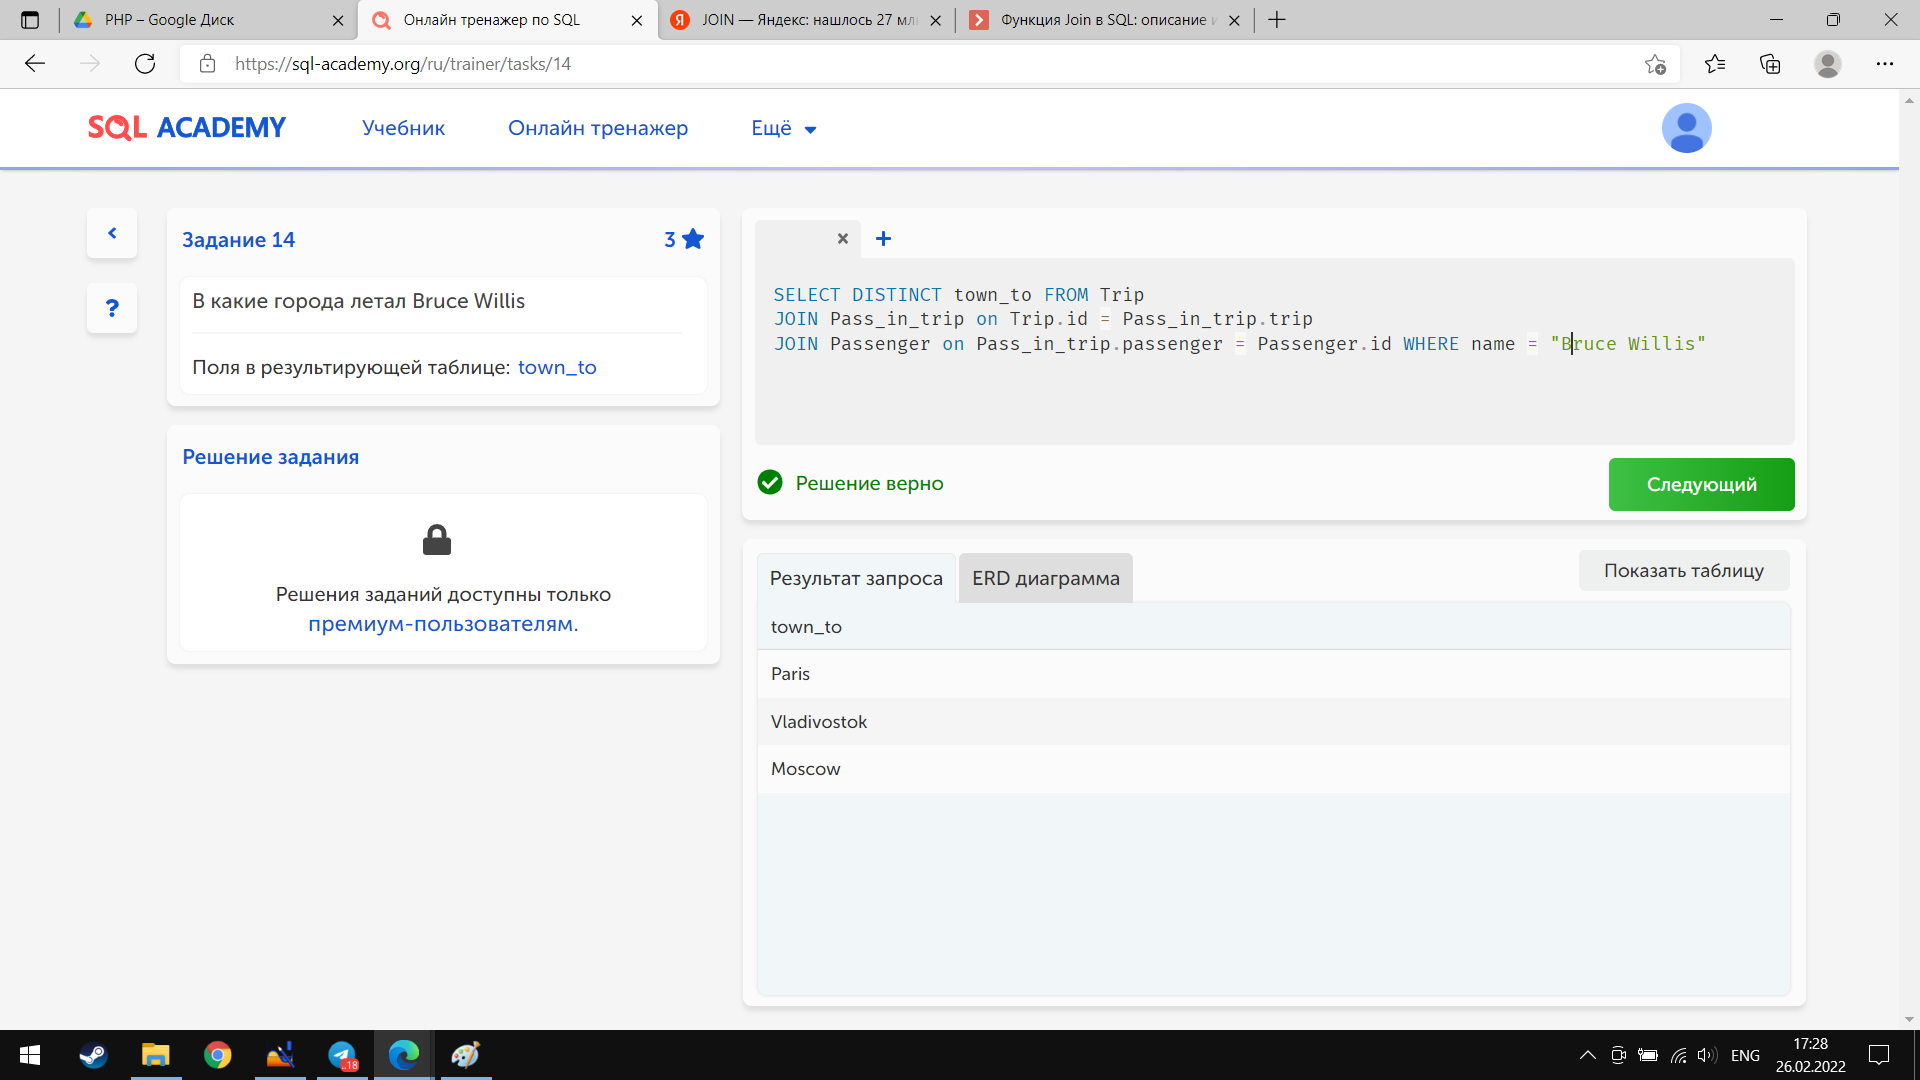 PHP – Google Диск
Онлайн тренажер по SQL
JOIN — Яндекс: нашлось 27 мл
Функция Join в SQL: описание и
https://sql-academy.org/ru/trainer/tasks/14
SQL ACADEMY
Учебник
Онлайн тренажер
Ещё
Задание 14
3
В какие города летал Bruce Willis
Поля в результирующей таблице: town_to
Решение задания
Решения заданий доступны только
премиум-пользователям.
SELECT DISTINCT town_to FROM Trip
JOIN Pass_in_trip on Trip.id = Pass_in_trip.trip
JOIN Passenger on Pass_in_trip.passenger = Passenger.id WHERE name = "Bruce Willis"
Решение верно
Следующий
Результат запроса
ERD диаграмма
Показать таблицу
town_to
Paris
Vladivostok
Moscow
..18
ENG
17:28
26.02.2022